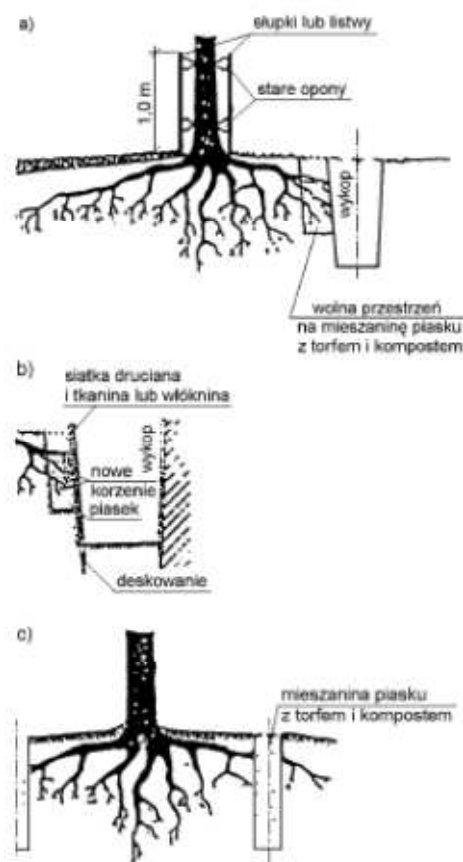 a)
słupki lub listwy
stare opony
1,0 m
wykop
wolna przestrzeń
na mieszaninę piasku
z torfem i kompostem
b)
siatka druciana
i tkanina lub włóknina
wykop
nowe
korzenie
piasek
deskowanie
c)
mieszanina piasku
z torfem i kompostem